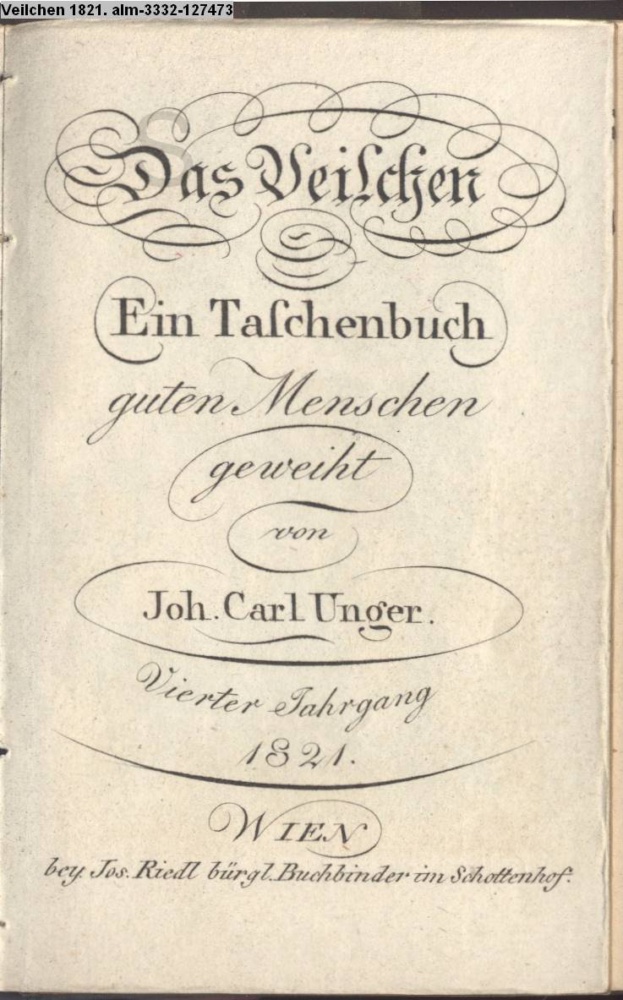 Veilchen 1821. alm-3332-127473
Das Veilchen
Ein Taſchenbuch
guten Menschen
geweiht
von
Joh. Carl Unger.
Vierter Jahrgang
1821.
WIEN
bey Jos. Riedl bürgl. Buchbinder im Schottenhof.